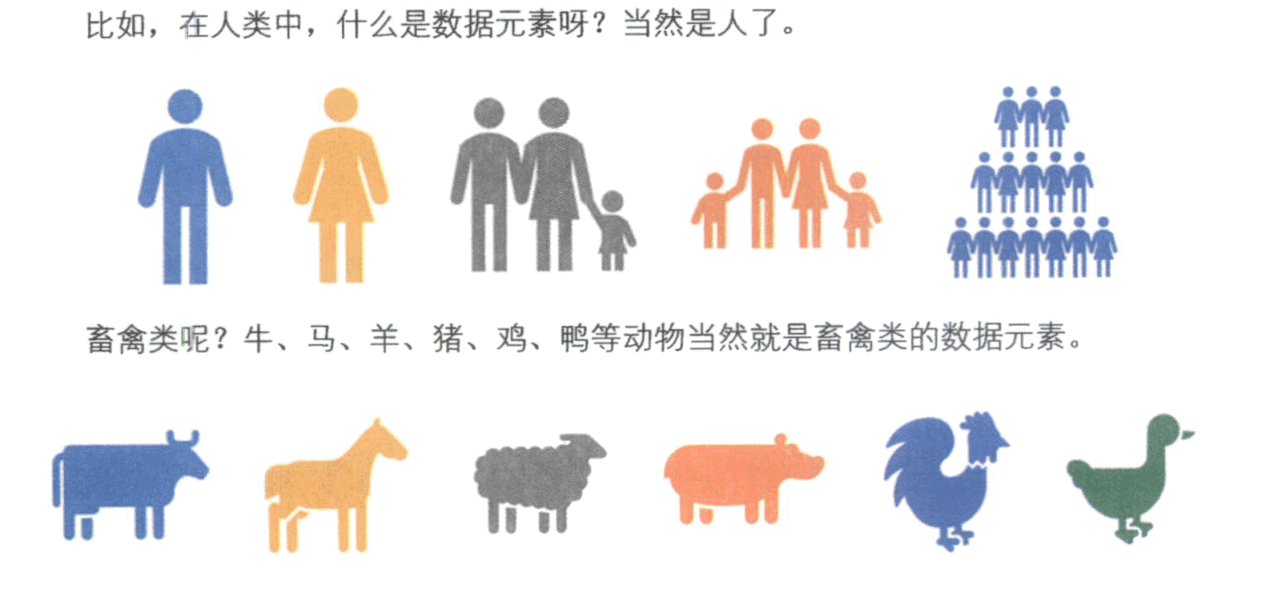 比如，在人类中，什么是数据元素呀？当然是人了。
畜禽类呢？牛、马、羊、猪、鸡、鸭等动物当然就是畜禽类的数据元素。